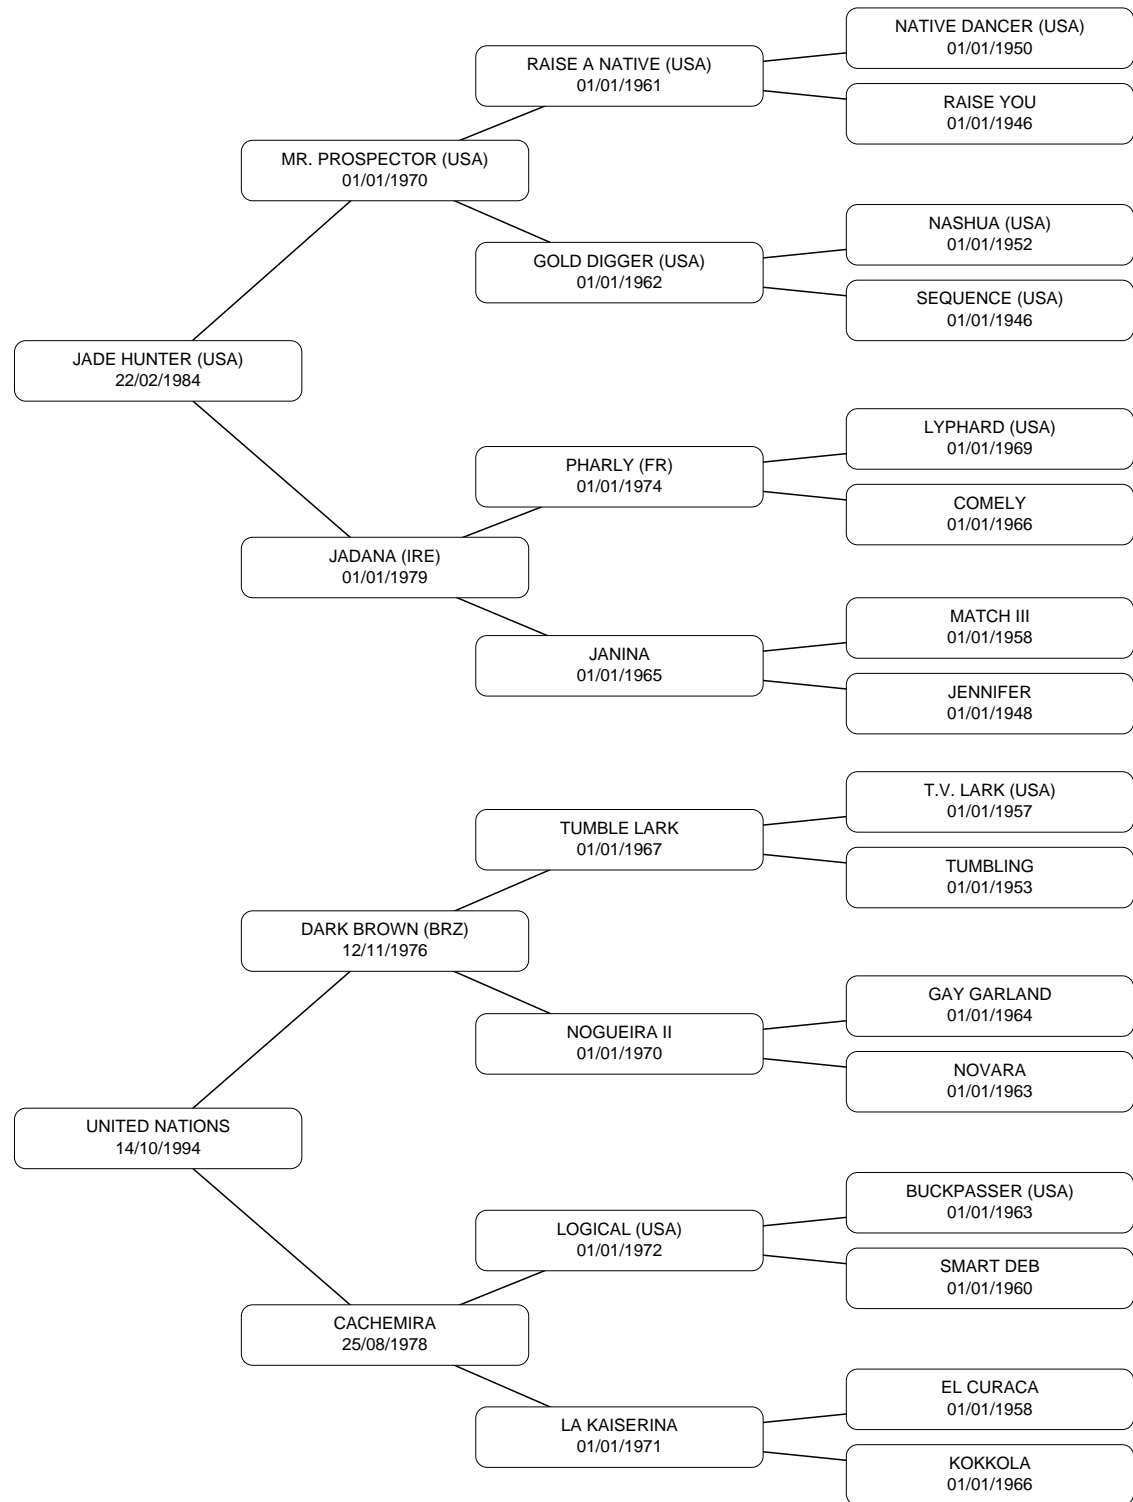 NATIVE DANCER (USA)
01/01/1950
RAISE A NATIVE (USA)
01/01/1961
RAISE YOU
01/01/1946
MR. PROSPECTOR (USA)
01/01/1970
NASHUA (USA)
01/01/1952
GOLD DIGGER (USA)
01/01/1962
SEQUENCE (USA)
01/01/1946
JADE HUNTER (USA)
22/02/1984
LYPHARD (USA)
01/01/1969
PHARLY (FR)
01/01/1974
COMELY
01/01/1966
JADANA (IRE)
01/01/1979
MATCH III
01/01/1958
JANINA
01/01/1965
JENNIFER
01/01/1948
T.V. LARK (USA)
01/01/1957
TUMBLE LARK
01/01/1967
TUMBLING
01/01/1953
DARK BROWN (BRZ)
12/11/1976
GAY GARLAND
01/01/1964
NOGUEIRA II
01/01/1970
NOVARA
01/01/1963
UNITED NATIONS
14/10/1994
BUCKPASSER (USA)
01/01/1963
LOGICAL (USA)
01/01/1972
SMART DEB
01/01/1960
CACHEMIRA
25/08/1978
EL CURACA
01/01/1958
LA KAISERINA
01/01/1971
KOKKOLA
01/01/1966